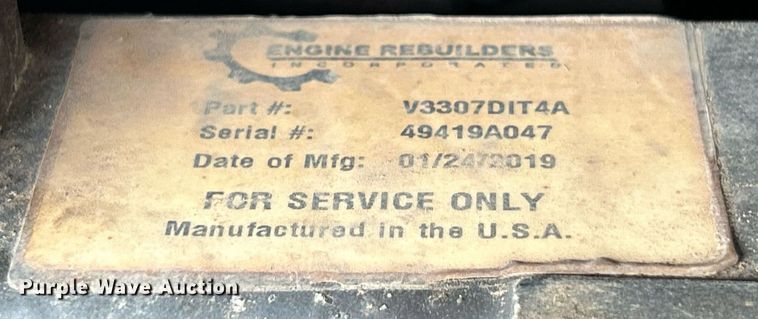 ENGINE REBUILDERS
INCORPORATED
Part #: V3307DIT4A
Serial #: 49419A047
Date of Mfg: 01/24/2019
FOR SERVICE ONLY
Manufactured in the U.S.A.
Purple Wave Auction